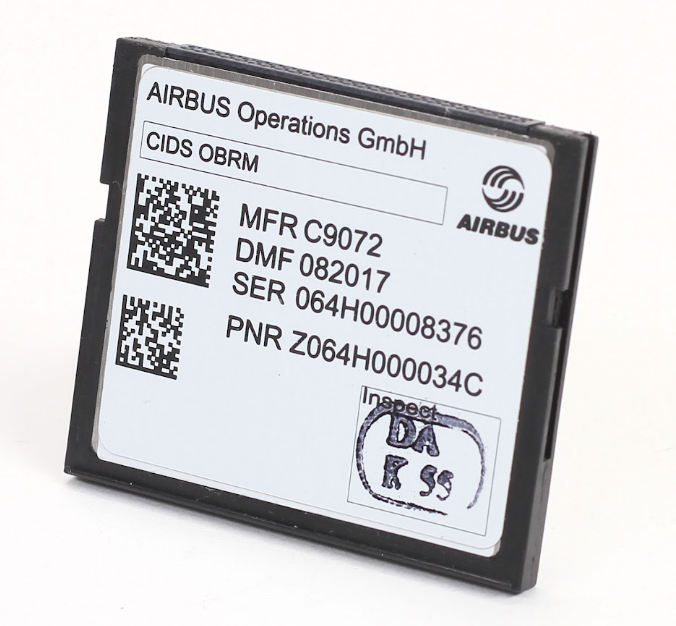 AIRBUS Operations GmbH
CIDS OBRM
AIRBUS
MFR C9072
DMF 082017
SER 064H00008376
PNR Z064H000034C
Inspect
DA
K 55